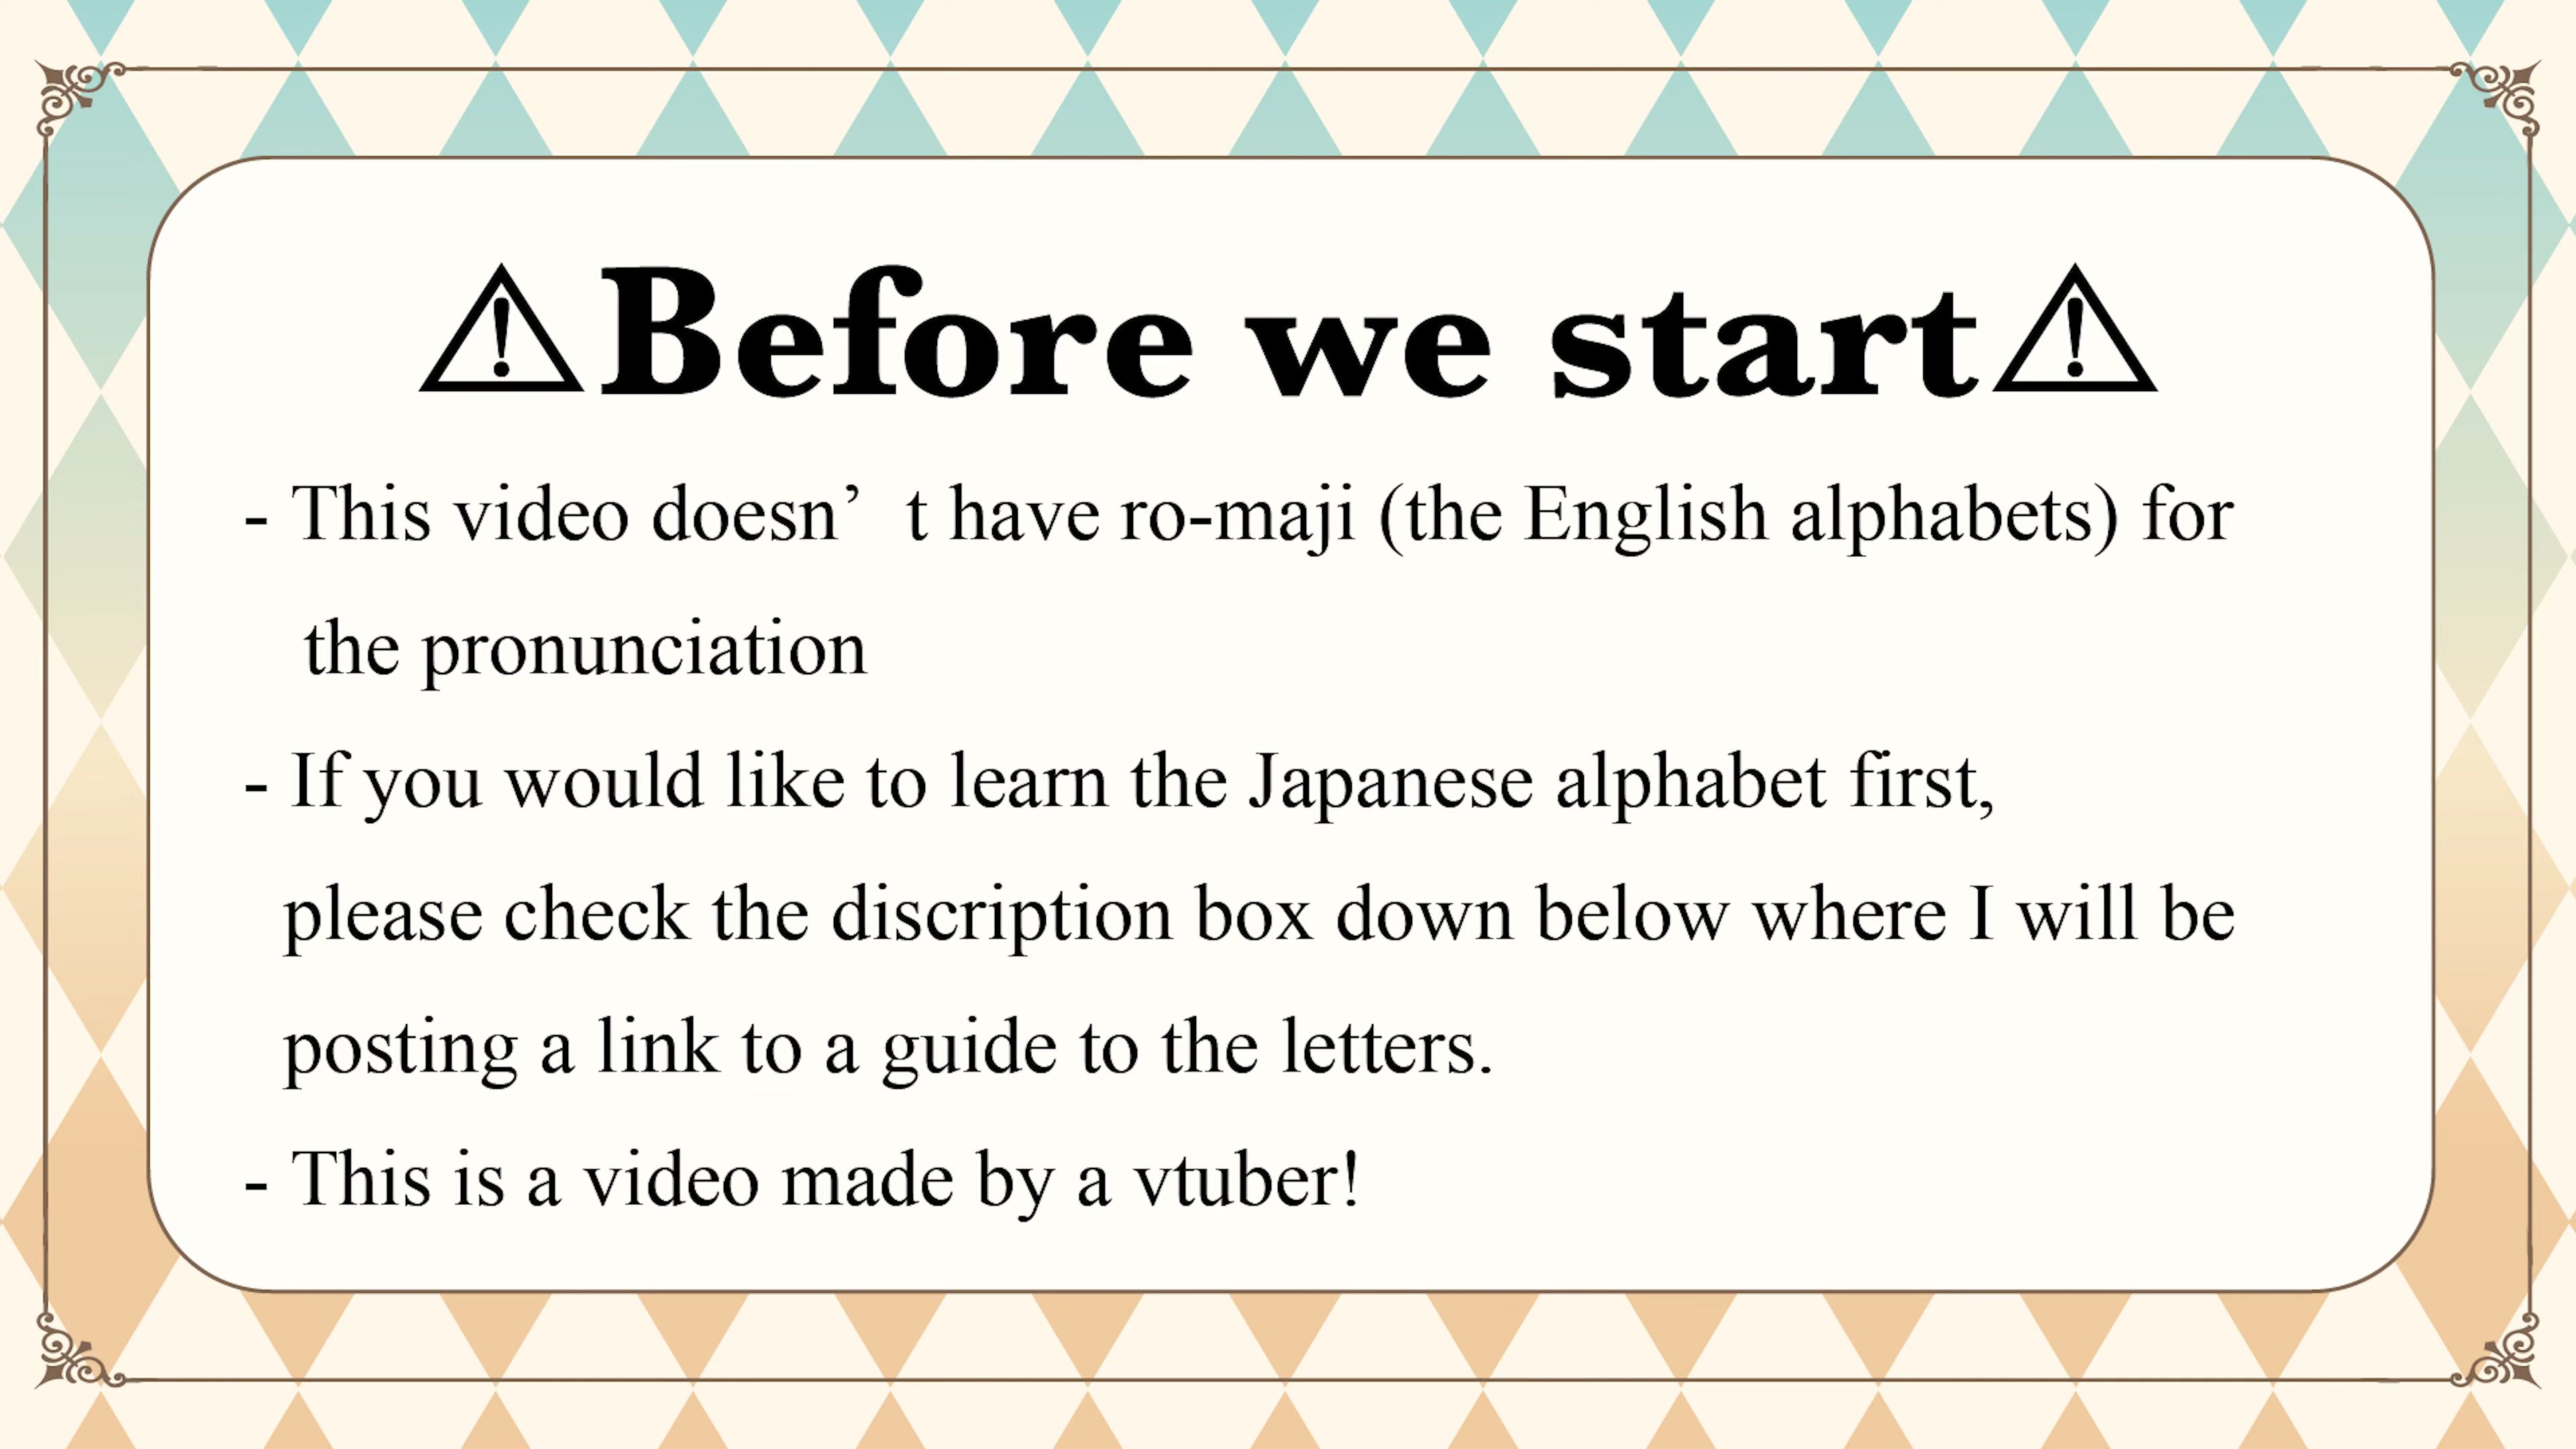 ⚠Before we start⚠
- This video doesn’ t have ro-maji (the English alphabets) for
the pronunciation
- If you would like to learn the Japanese alphabet first,
please check the discription box down below where I will be
posting a link to a guide to the letters.
- This is a video made by a vtuber!